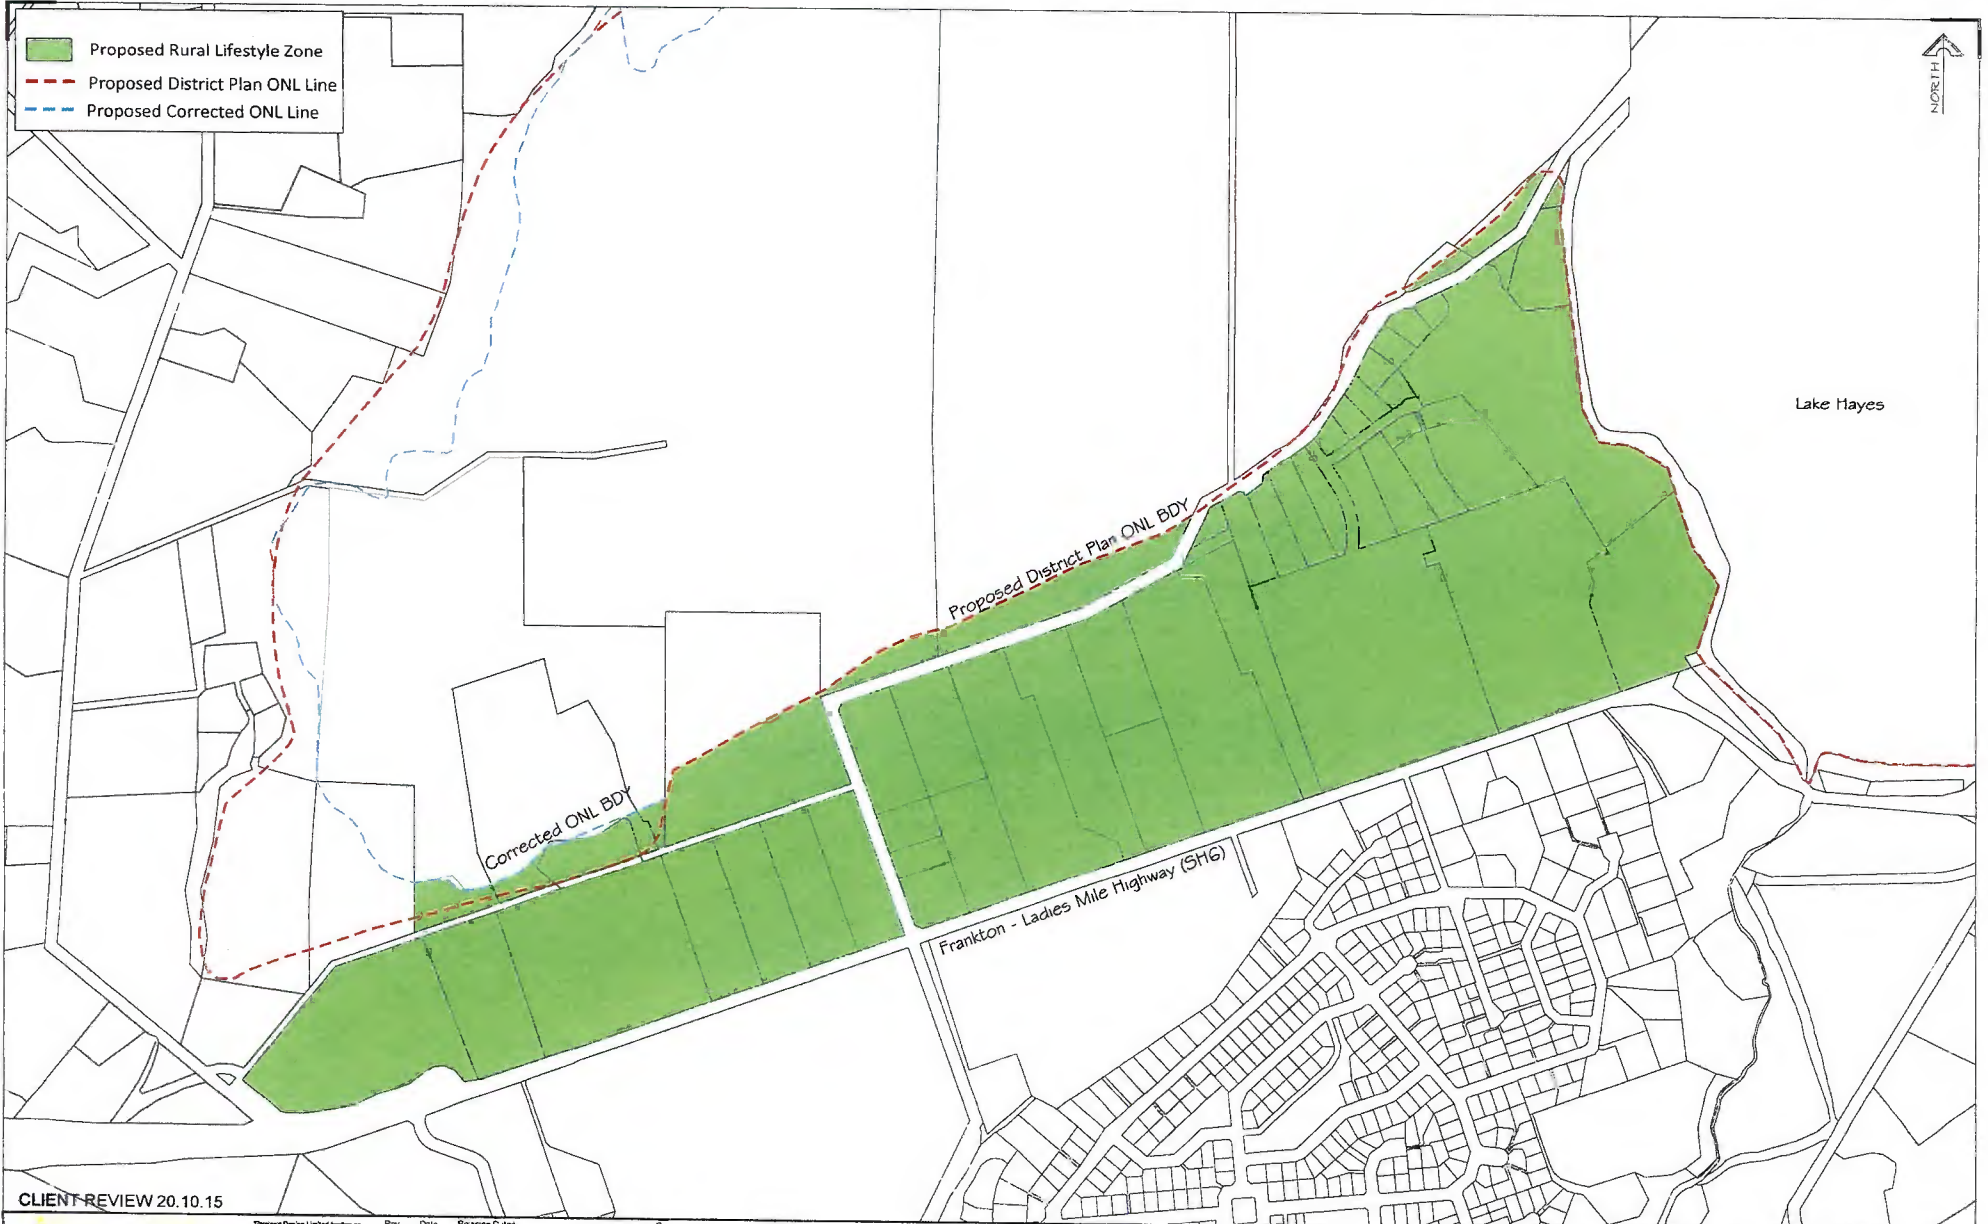 Proposed Rural Lifestyle Zone
Proposed District Plan ONL Line
Proposed Corrected ONL Line
NORTH
Lake Hayes
Proposed District Plan ONL BDY
Corrected ONL BDY
Frankton - Ladies Mile Highway (SH6)
CLIENT REVIEW 20.10.15